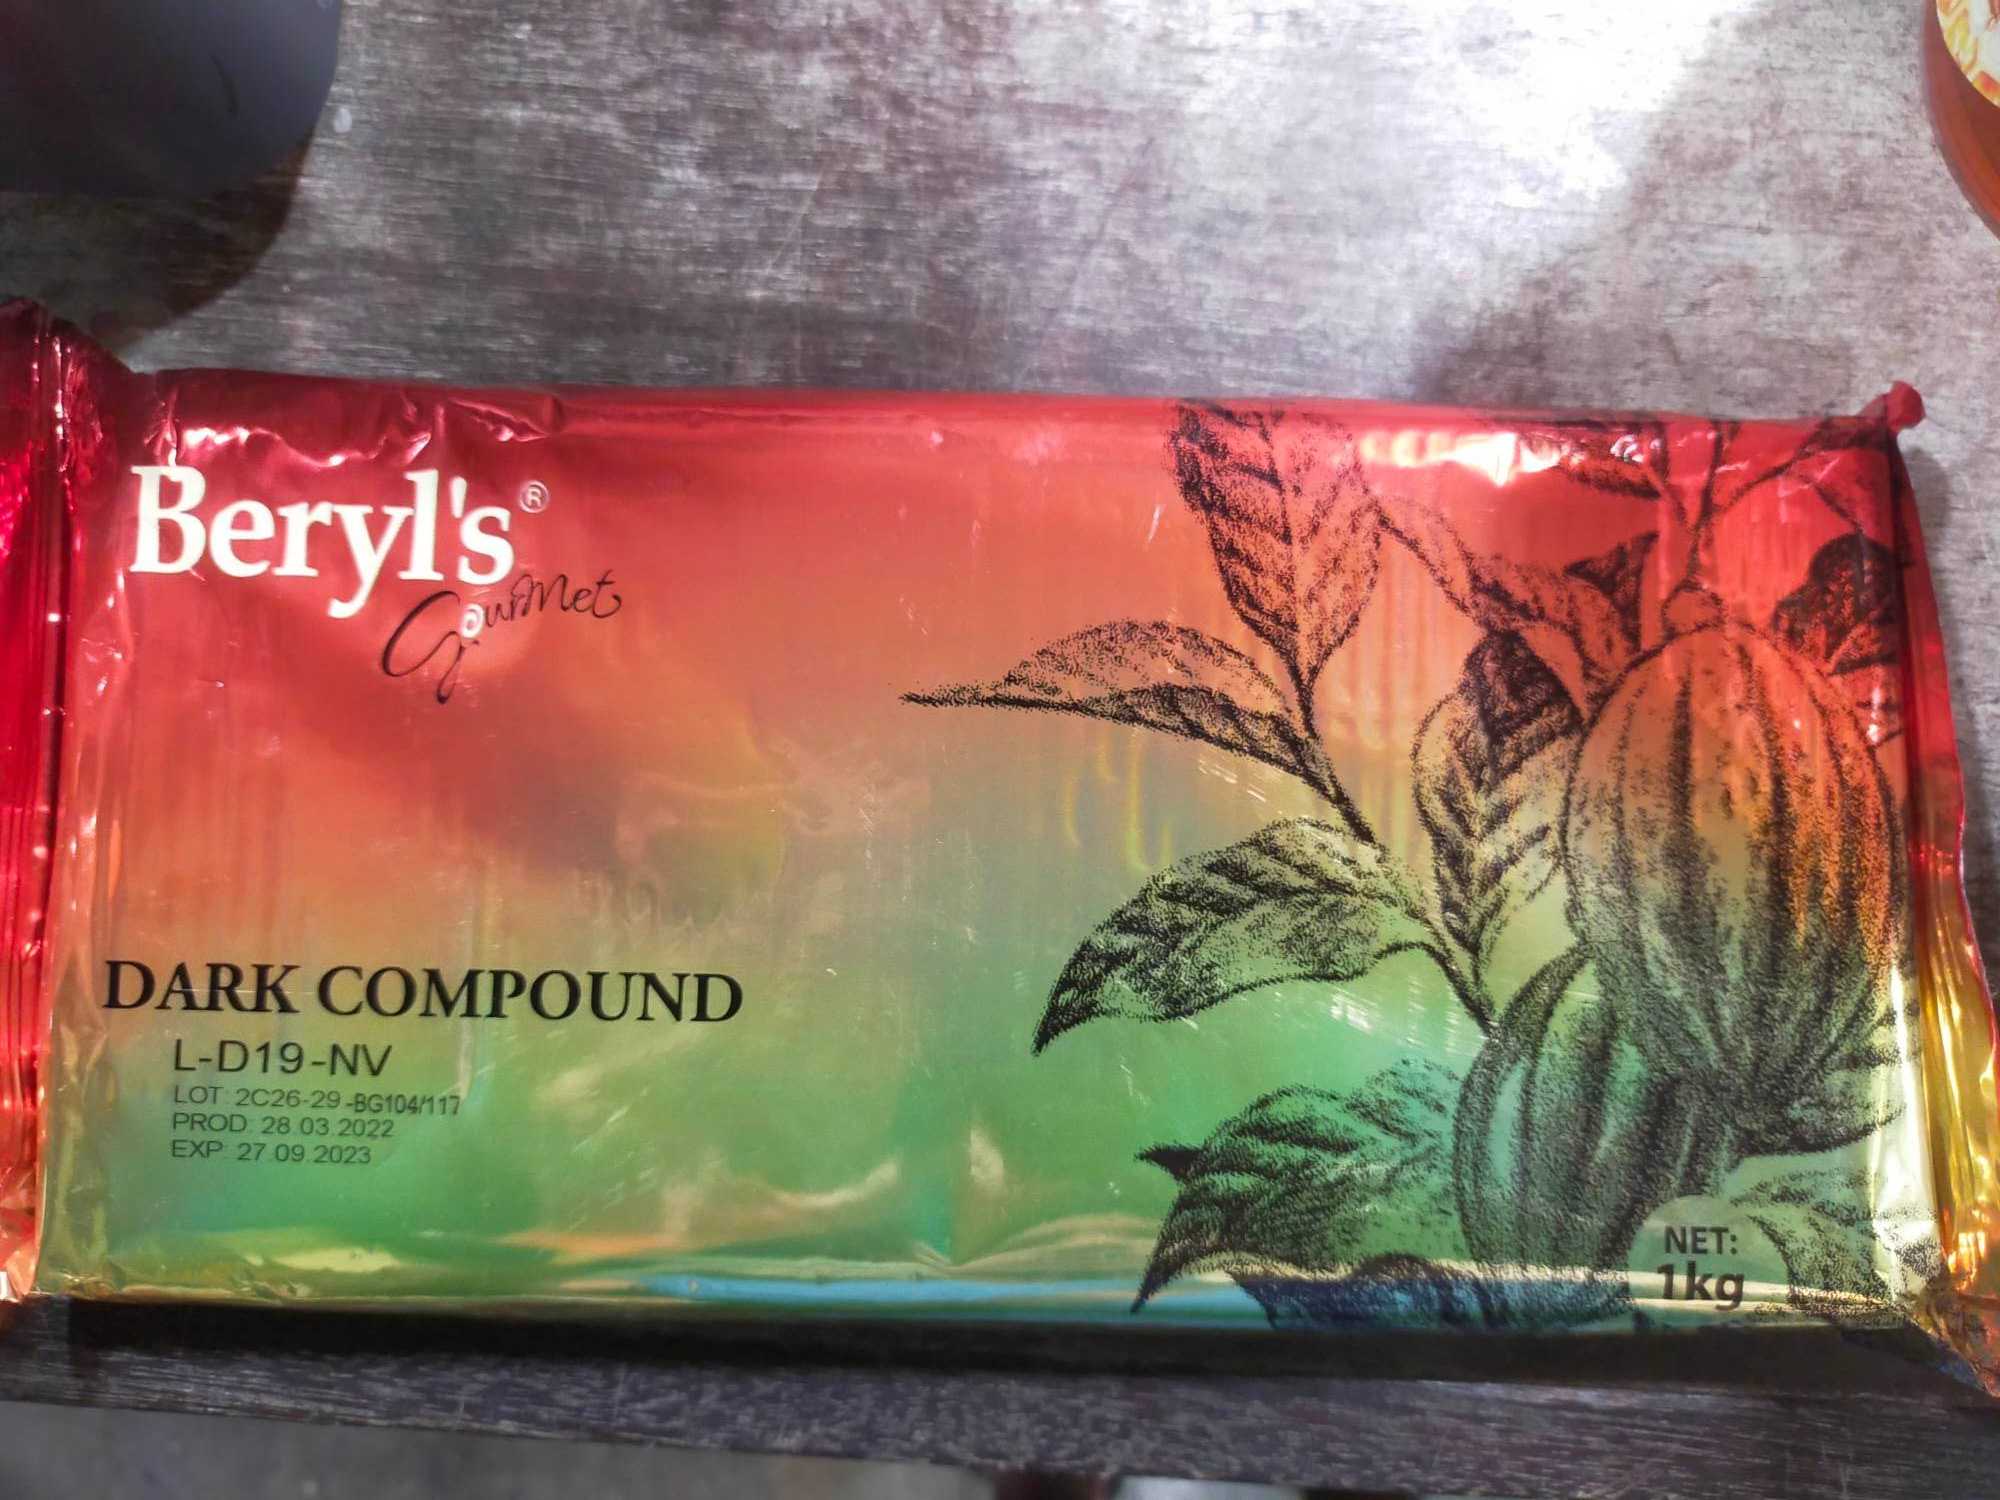 Beryl's®
Gourmet
DARK COMPOUND
L-D19-NV
LOT: 2C26-29-BG104/117
PROD: 28.03.2022
EXP: 27.09.2023
NET:
1kg